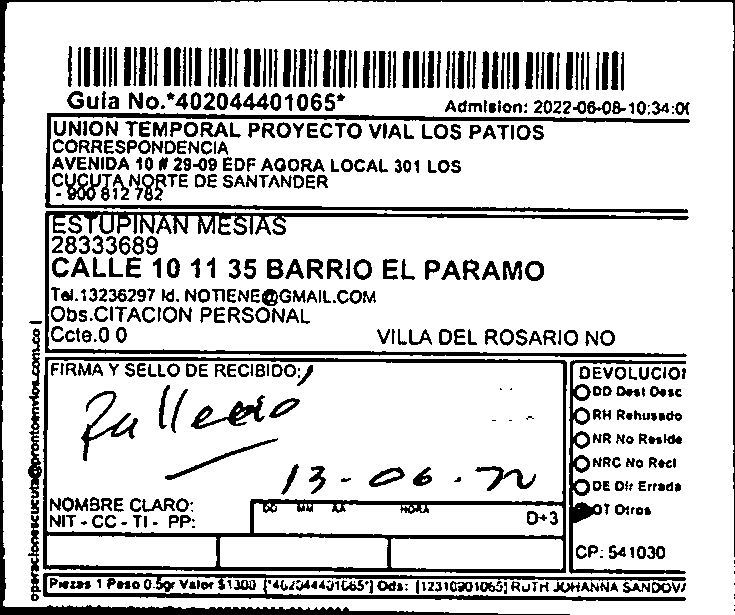 Guia No.*402044401065*
Admision: 2022-06-08-10:34:0
UNION TEMPORAL PROYECTO VIAL LOS PATIOS
CORRESPONDENCIA
AVENIDA 10 # 29-09 EDF AGORA LOCAL 301 LOS
CUCUTA NORTE DE SANTANDER
- 900 812 782
ESTUPINAN MESIAS
28333689
CALLE 10 11 35 BARRIO EL PARAMO
Tel.13236297 Id. NOTIENE@GMAIL.COM
Obs.CITACION PERSONAL
Ccte.0 0
VILLA DEL ROSARIO NO
operacionescucuta@prontoenvios.com.co |
FIRMA Y SELLO DE RECIBIDO:
Fallecio
13-06-22
NOMBRE CLARO:
NIT - CC - TI - PP:
DD MM AA HORA
D+3
DEVOLUCIO
DD Dest Desc
RH Rehusado
NR No Reside
NRC No Recl
DE Dir Errada
OT Otros
CP: 541030
Piezas 1 Peso 0.5gr Valor $1300 [*402044401065*] Ods: [12310901065] RUTH JOHANNA SANDOV